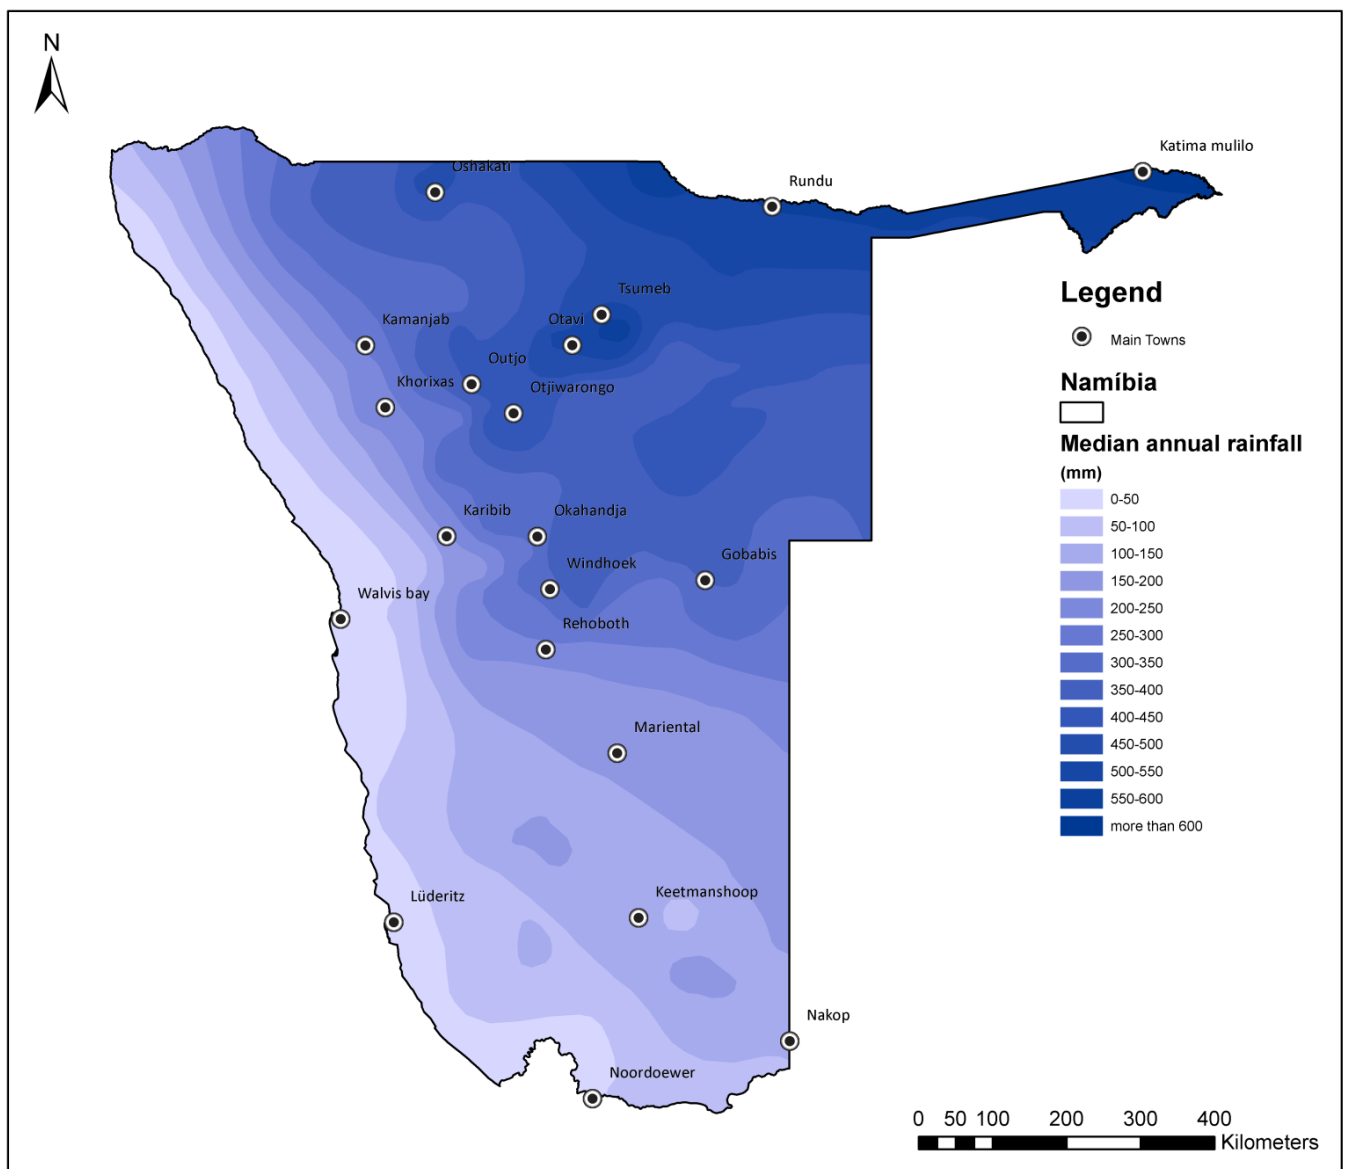 N
Oshakati
Katima mulilo
Rundu
Tsumeb
Kamanjab
Otavi
Outjo
Khorixas
Otjiwarongo
Karibib
Okahandja
Windhoek
Gobabis
Walvis bay
Rehoboth
Mariental
Lüderitz
Keetmanshoop
Nakop
Noordoewer
Legend
Main Towns
Namíbia
Median annual rainfall
(mm)
0-50
50-100
100-150
150-200
200-250
250-300
300-350
350-400
400-450
450-500
500-550
550-600
more than 600
0 50 100 200 300 400
Kilometers